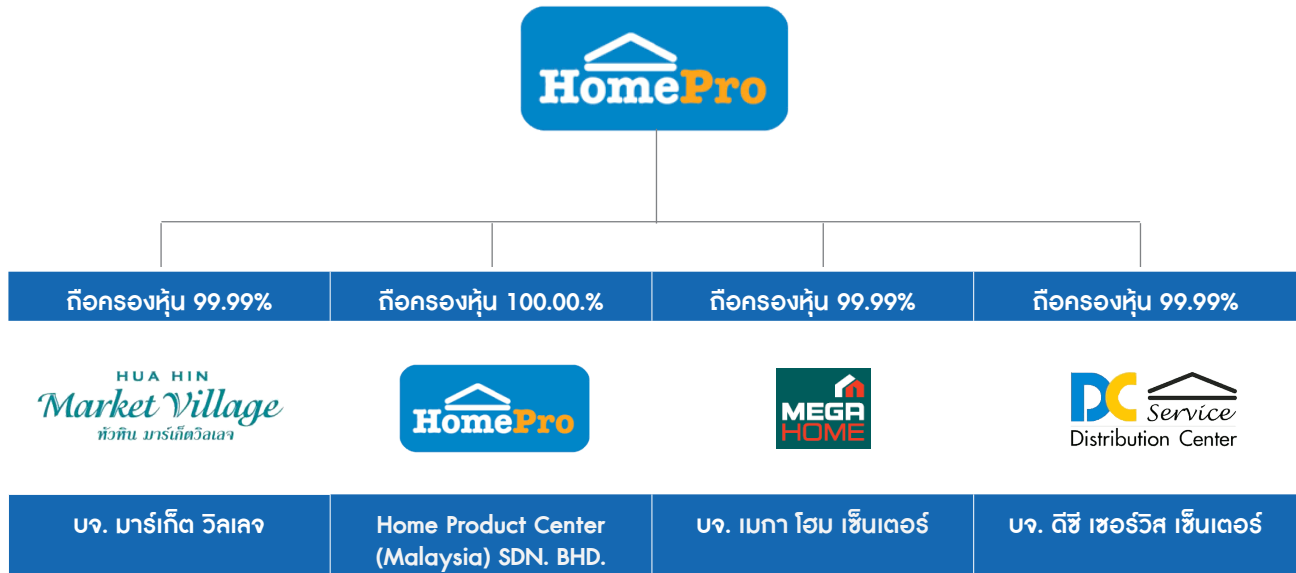 HomePro
ถือครองหุ้น 99.99%
ถือครองหุ้น 100.00.%
ถือครองหุ้น 99.99%
ถือครองหุ้น 99.99%
HUA HIN
Market Village
หัวหิน มาร์เก็ตวิลเลจ
HomePro
MEGA
HOME
DC Service
Distribution Center
บจ. มาร์เก็ต วิลเลจ
Home Product Center
(Malaysia) SDN. BHD.
บจ. เมกา โฮม เซ็นเตอร์
บจ. ดีซี เซอร์วิส เซ็นเตอร์